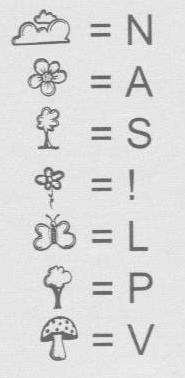 = N
= A
= S
= !
= L
= P
= V